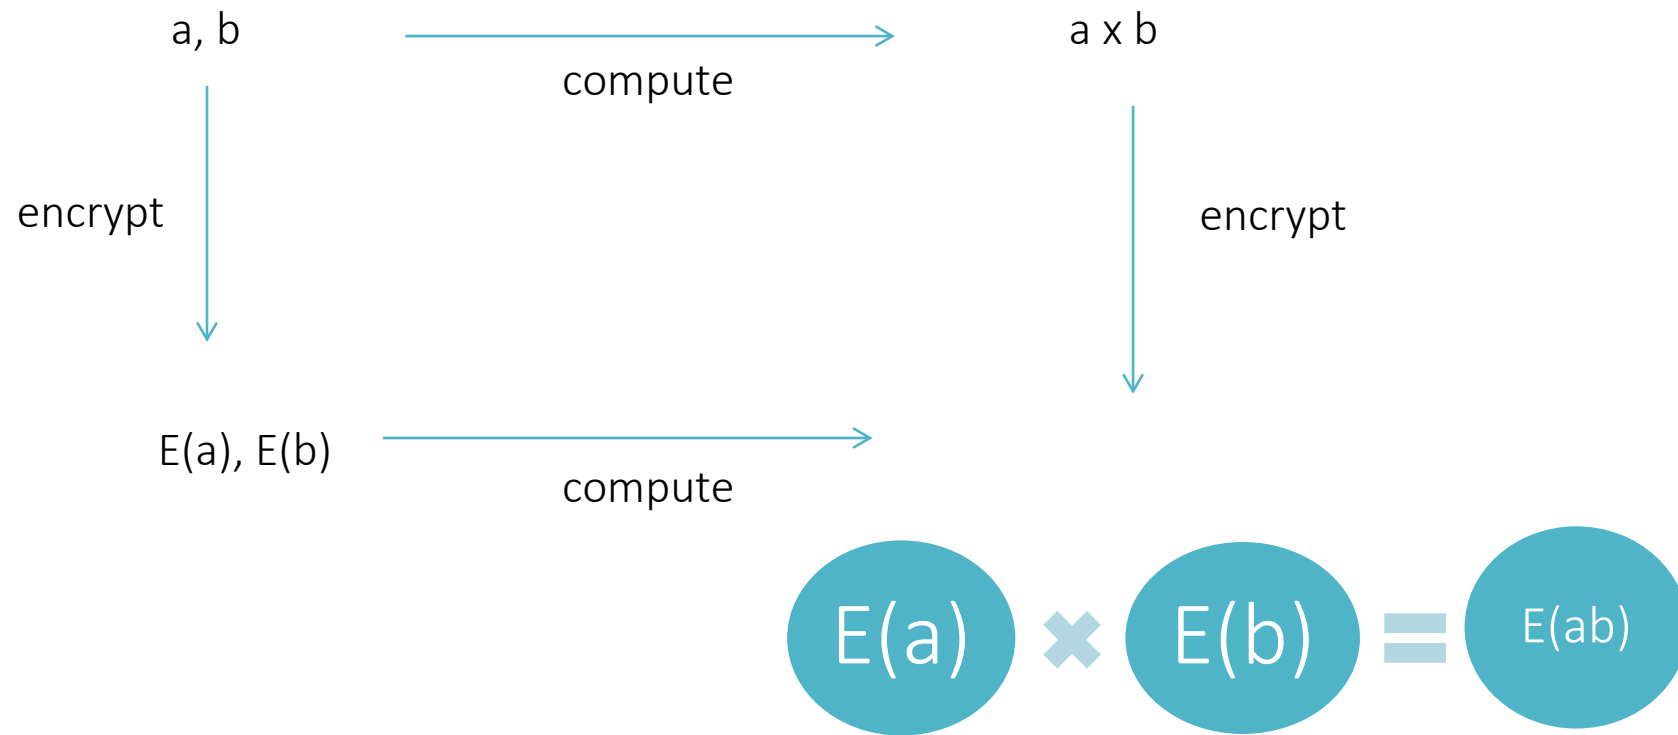 a, b
a x b
compute
encrypt
encrypt
E(a), E(b)
compute
E(a) × E(b) = E(ab)